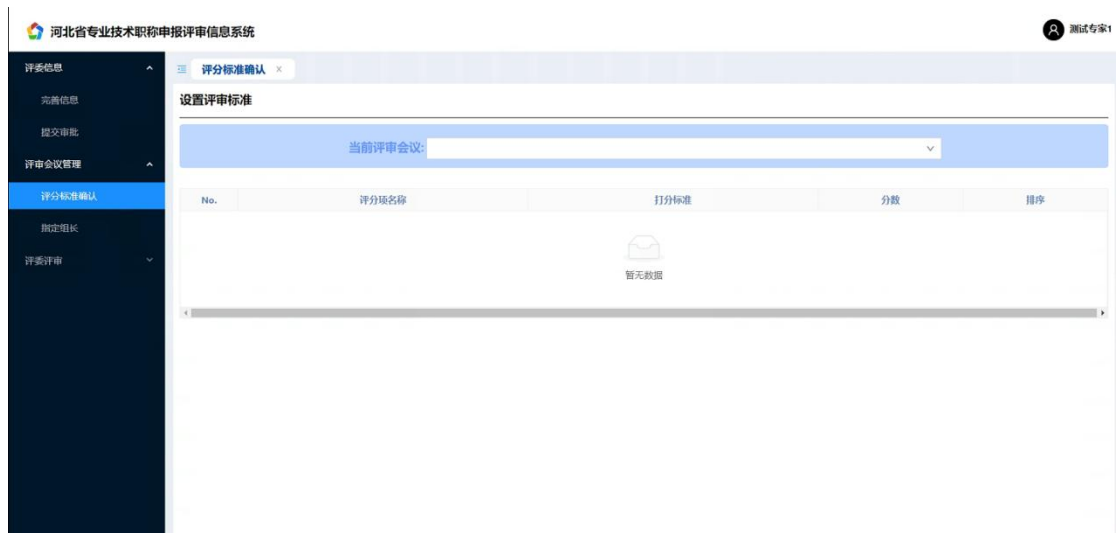 河北省专业技术职称申报评审信息系统
测试专家1
评委信息
完善信息
提交审批
评审会议管理
评分标准确认
指定组长
评委评审
评分标准确认 ×
设置评审标准
当前评审会议:
No. 评分项名称 打分标准 分数 排序
暂无数据